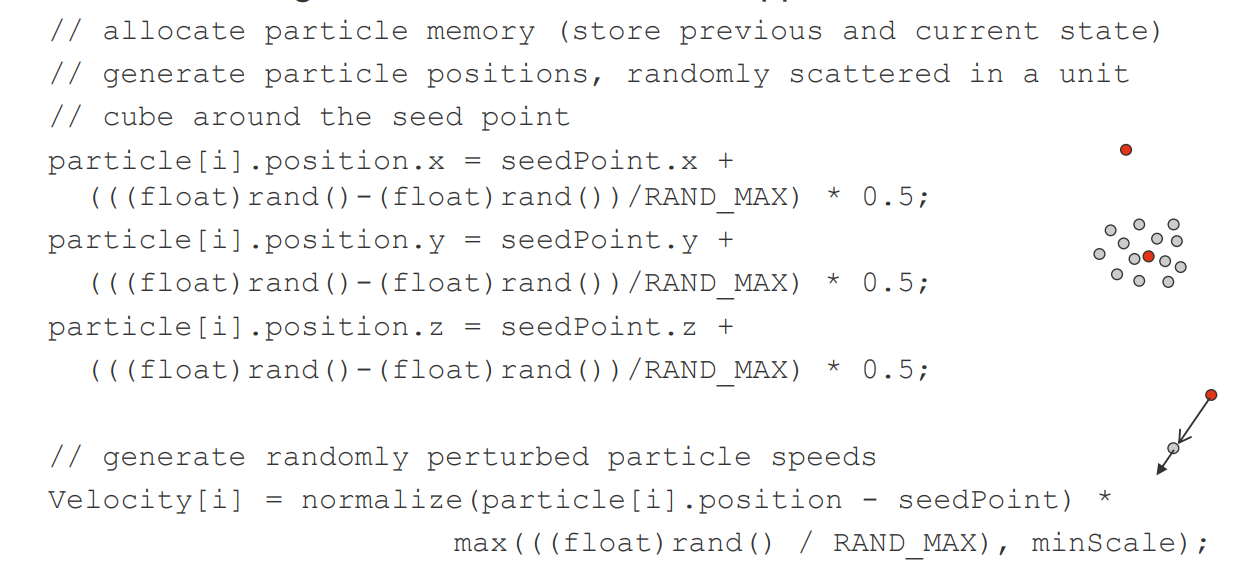 // allocate particle memory (store previous and current state)
// generate particle positions, randomly scattered in a unit
// cube around the seed point
particle[i].position.x = seedPoint.x +
(((float)rand()-(float)rand())/RAND_MAX) * 0.5;
particle[i].position.y = seedPoint.y +
(((float)rand()-(float)rand())/RAND_MAX) * 0.5;
particle[i].position.z = seedPoint.z +
(((float)rand()-(float)rand())/RAND_MAX) * 0.5;
// generate randomly perturbed particle speeds
Velocity[i] = normalize(particle[i].position - seedPoint) *
max(((float)rand() / RAND_MAX), minScale);